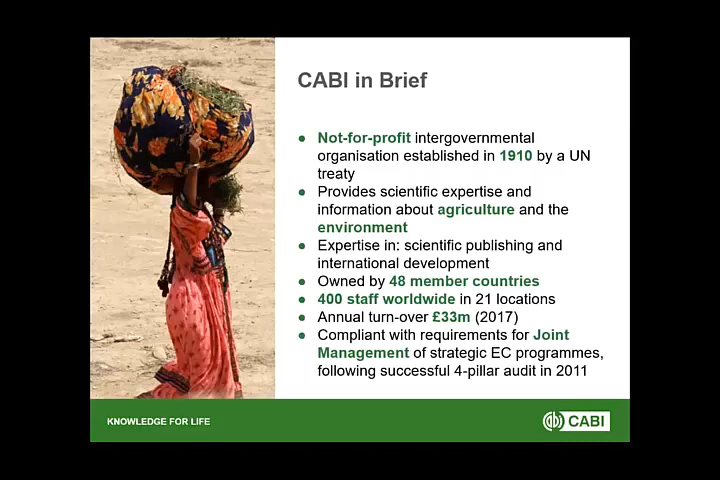 CABI in Brief
● Not-for-profit intergovernmental
organisation established in 1910 by a UN
treaty
● Provides scientific expertise and
information about agriculture and the
environment
● Expertise in: scientific publishing and
international development
● Owned by 48 member countries
● 400 staff worldwide in 21 locations
● Annual turn-over £33m (2017)
● Compliant with requirements for Joint
Management of strategic EC programmes,
following successful 4-pillar audit in 2011
KNOWLEDGE FOR LIFE
CABI